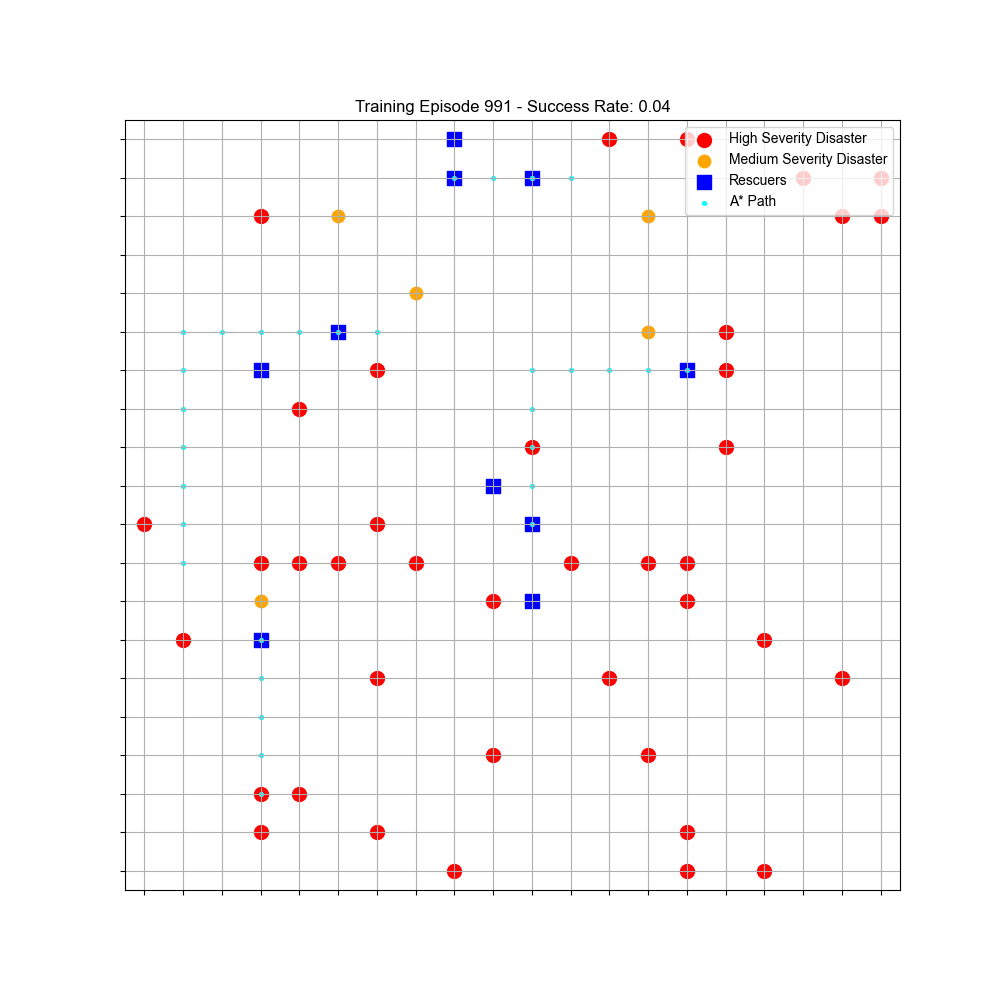 Training Episode 991 - Success Rate: 0.04
High Severity Disaster
Medium Severity Disaster
Rescuers
A* Path